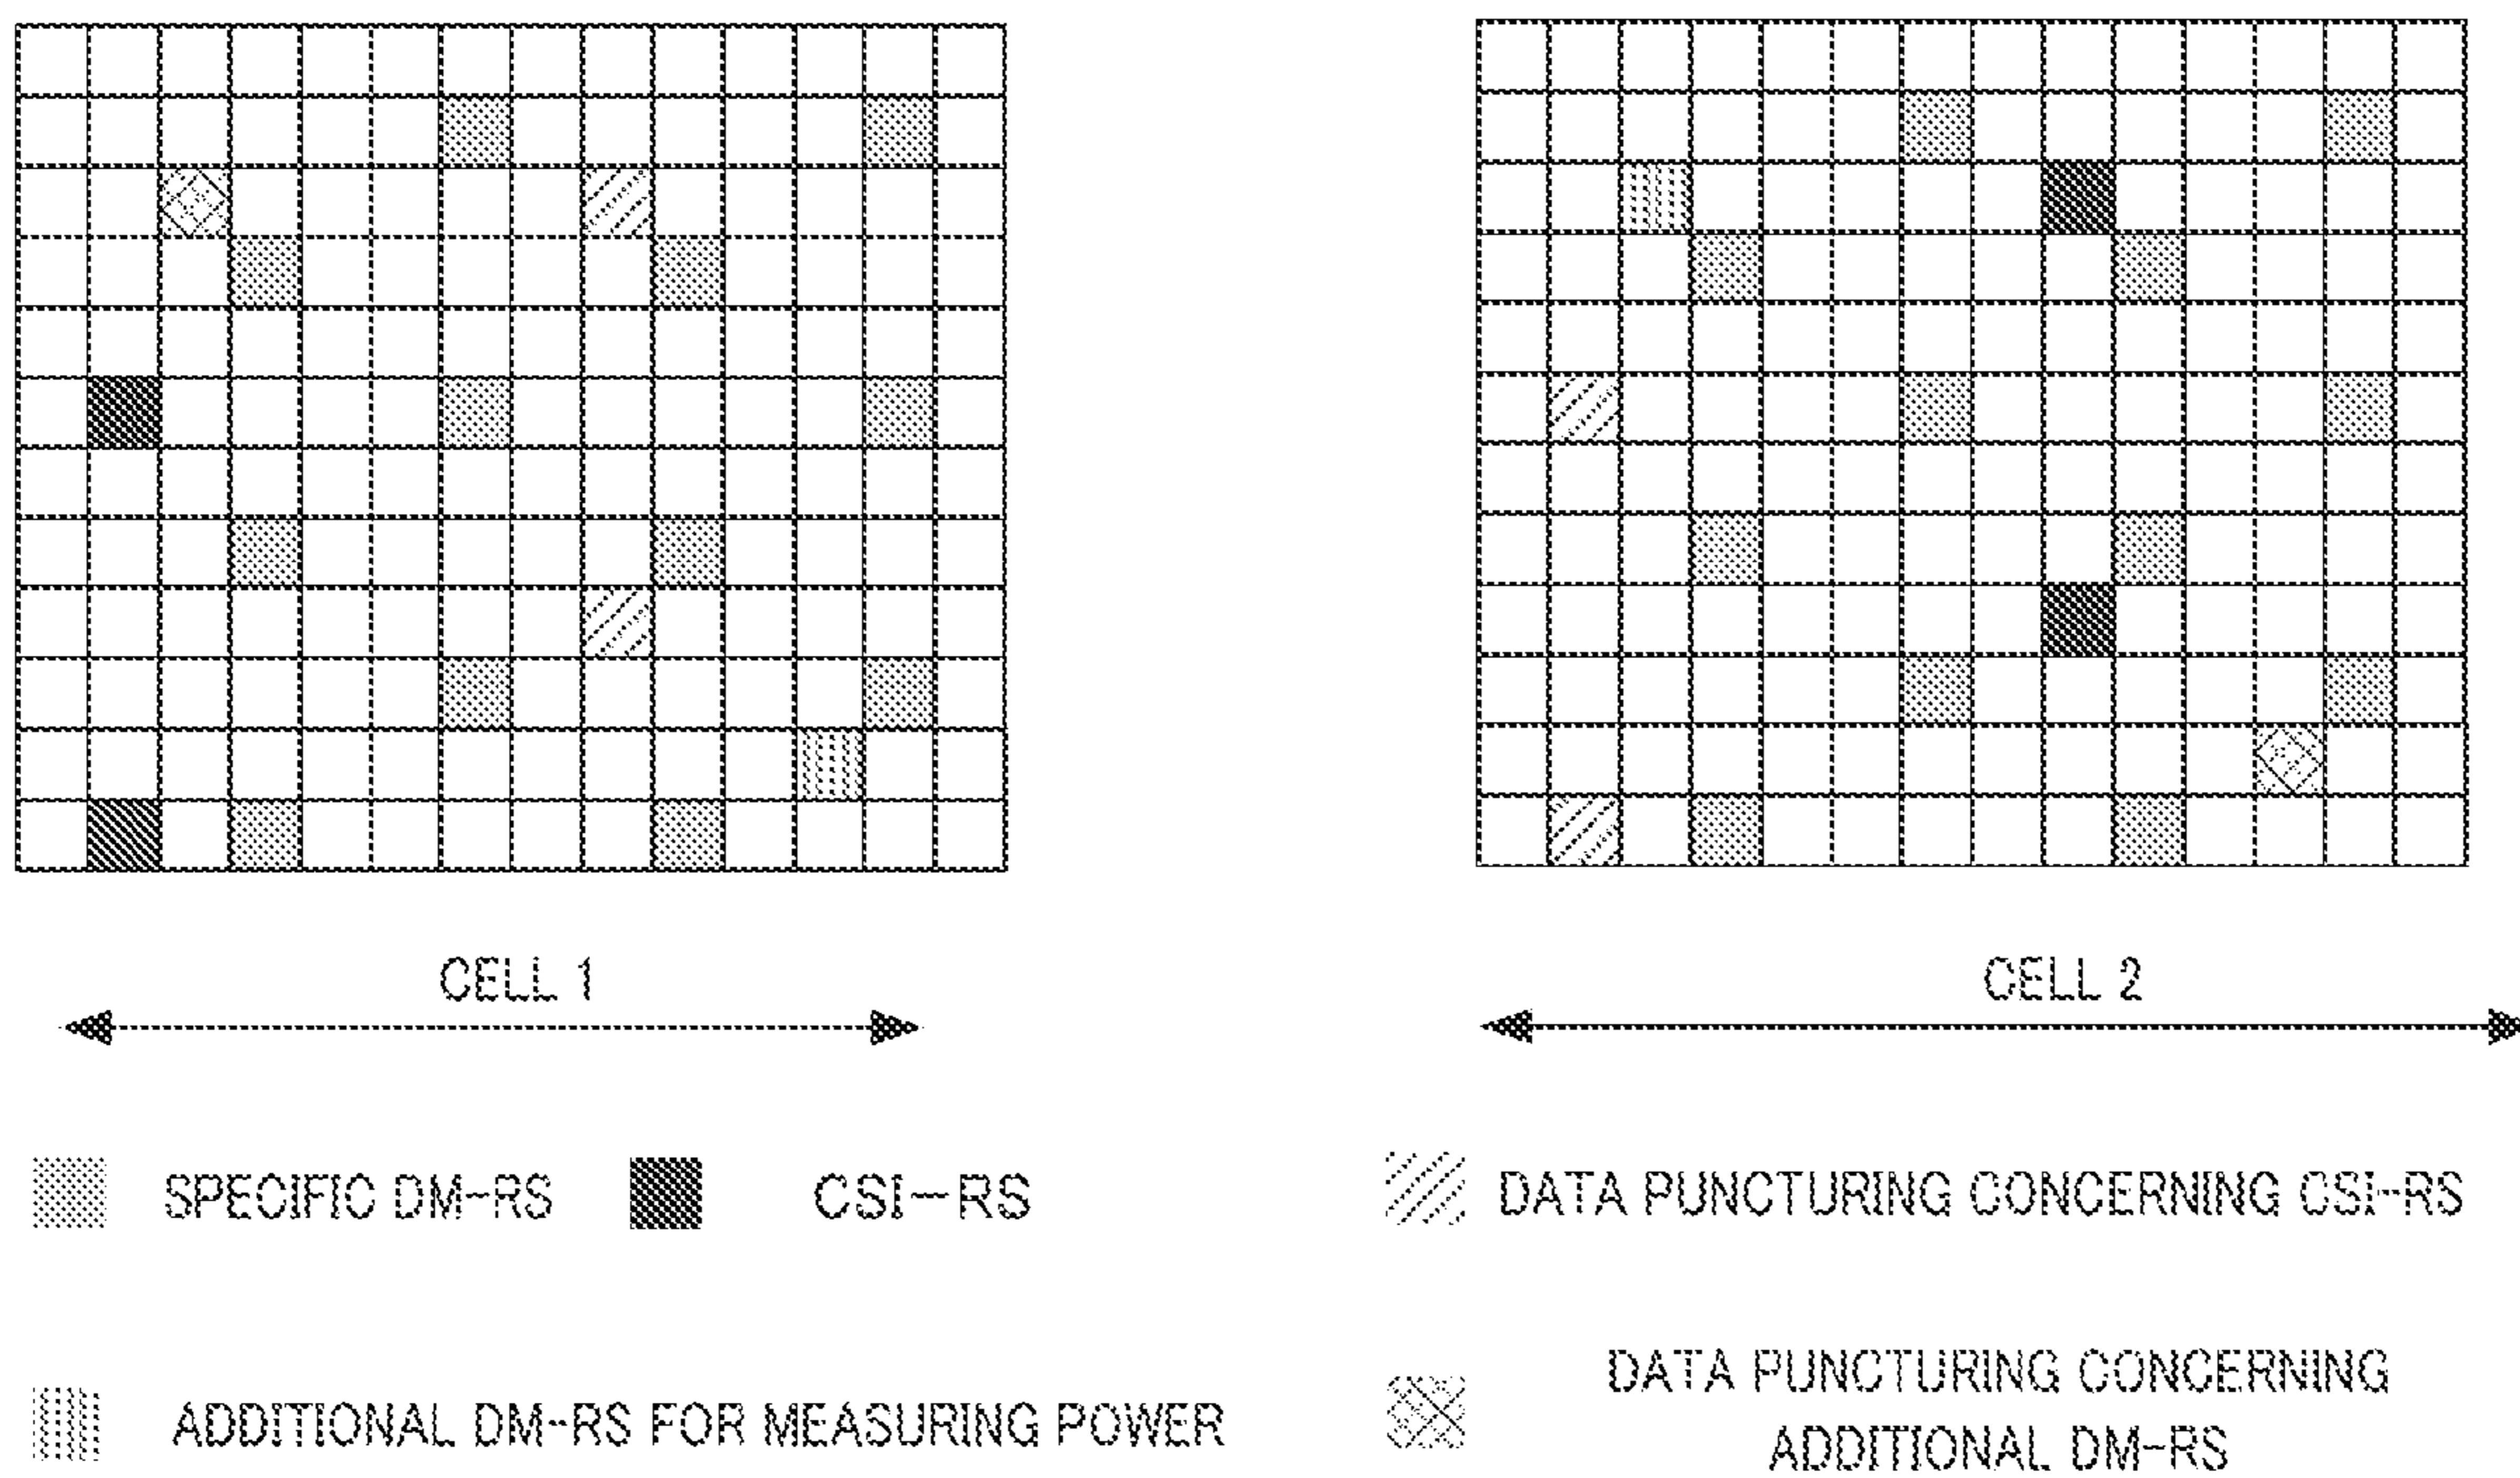 CELL 1
CELL 2
SPECIFIC DM-RS
CSI-RS
DATA PUNCTURING CONCERNING CSI-RS
ADDITIONAL DM-RS FOR MEASURING POWER
DATA PUNCTURING CONCERNING
ADDITIONAL DM-RS